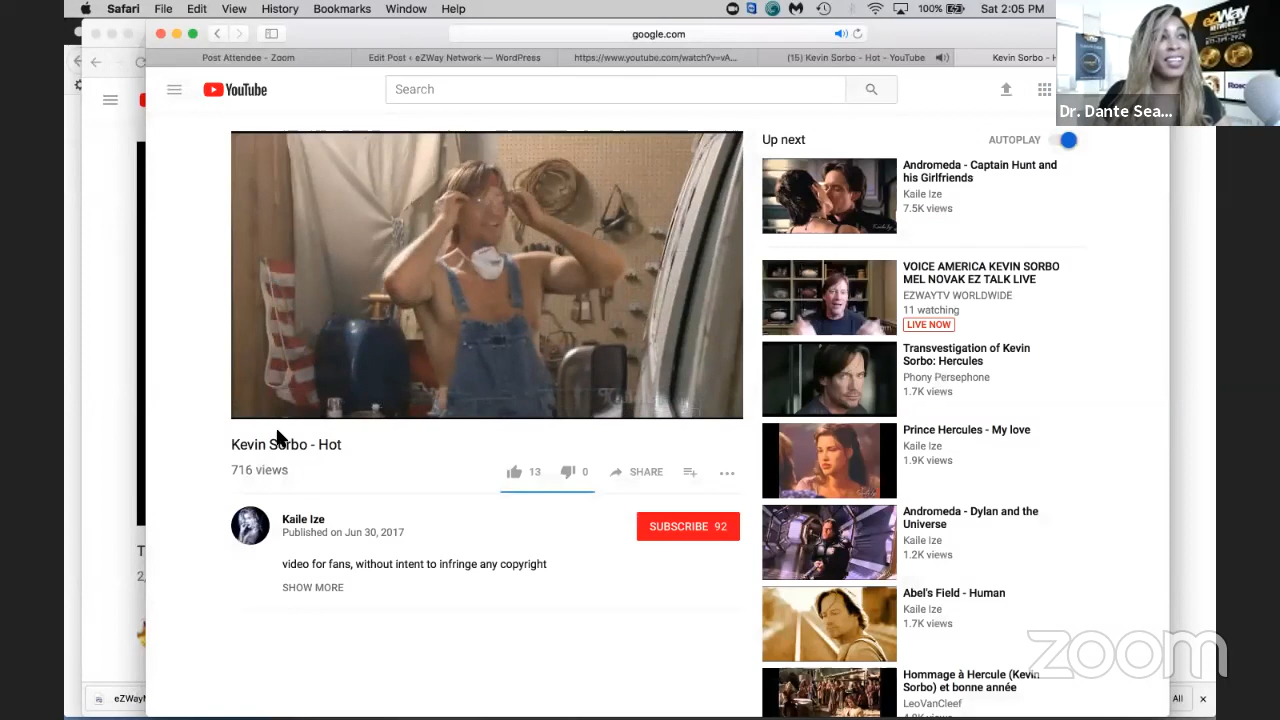 Safari File Edit View History Bookmarks Window Help 100% Sat 2:05 PM
google.com
Post Attendee - Zoom Edit Post ‹ eZWay Network — WordPress https://www.youtube.com/watch?v=vA... (15) Kevin Sorbo - Hot - YouTube Kevin Sorbo - H
YouTube
Search
eZWay
Dr. Dante Sea...
Up next
AUTOPLAY
Andromeda - Captain Hunt and
his Girlfriends
Kaile Ize
7.5K views
VOICE AMERICA KEVIN SORBO
MEL NOVAK EZ TALK LIVE
EZWAYTV WORLDWIDE
11 watching
LIVE NOW
Transvestigation of Kevin
Sorbo: Hercules
Phony Persephone
1.7K views
Prince Hercules - My love
Kaile Ize
1.9K views
Andromeda - Dylan and the
Universe
Kaile Ize
1.2K views
Abel's Field - Human
Kaile Ize
1.7K views
Hommage à Hercule (Kevin
Sorbo) et bonne année
LeoVanCleef
Kevin Sorbo - Hot
716 views
13 0 SHARE
Kaile Ize
Published on Jun 30, 2017
SUBSCRIBE 92
video for fans, without intent to infringe any copyright
SHOW MORE
zoom
eZWay
All